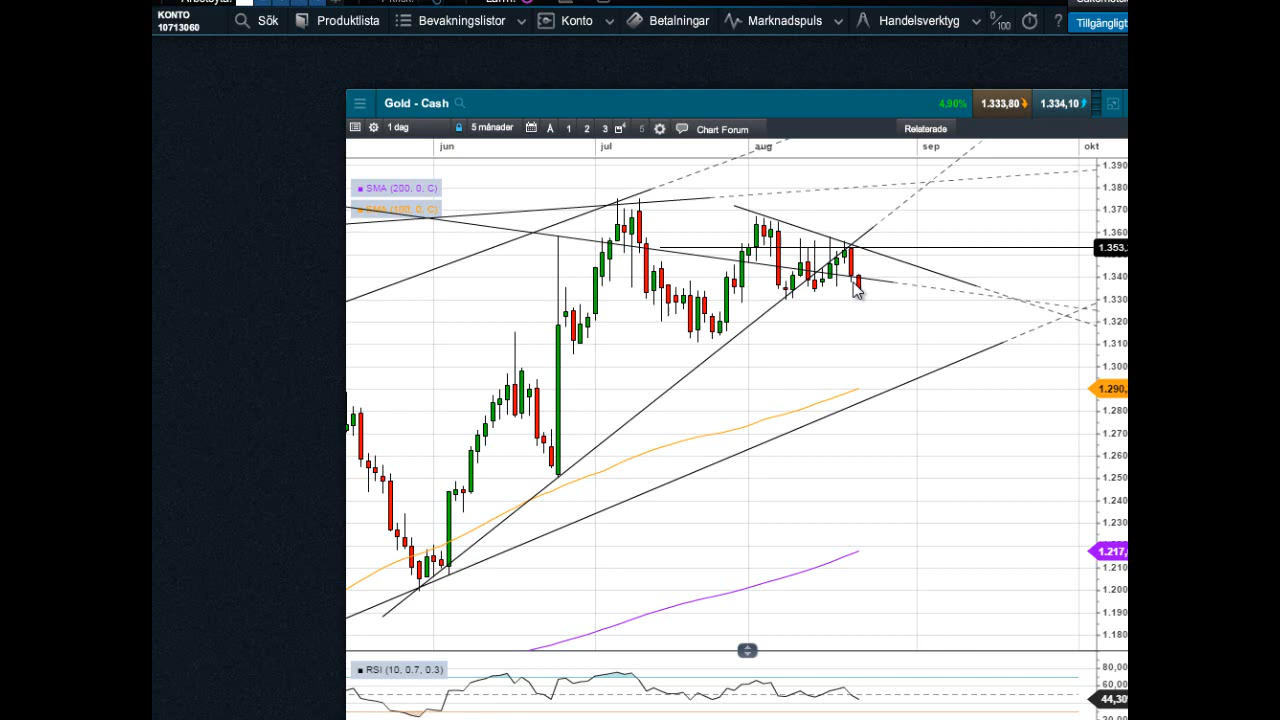 KONTO
10713060
Sök
Produktlista
Bevakningslistor
Konto
Betalningar
Marknadspuls
Handelsverktyg
0/100
?
Tillgängligt
Gold - Cash
4,90%
1.333,80
1.334,10
1 dag
5 månader
A
1
2
3
4
5
Chart Forum
Relaterade
jun
jul
aug
sep
okt
SMA (200, 0, C)
SMA (100, 0, C)
1.390
1.380
1.370
1.360
1.353,
1.340
1.330
1.320
1.310
1.300
1.290,
1.280
1.270
1.260
1.250
1.240
1.230
1.217,
1.210
1.200
1.190
1.180
RSI (10, 0.7, 0.3)
80,00
60,00
44,30